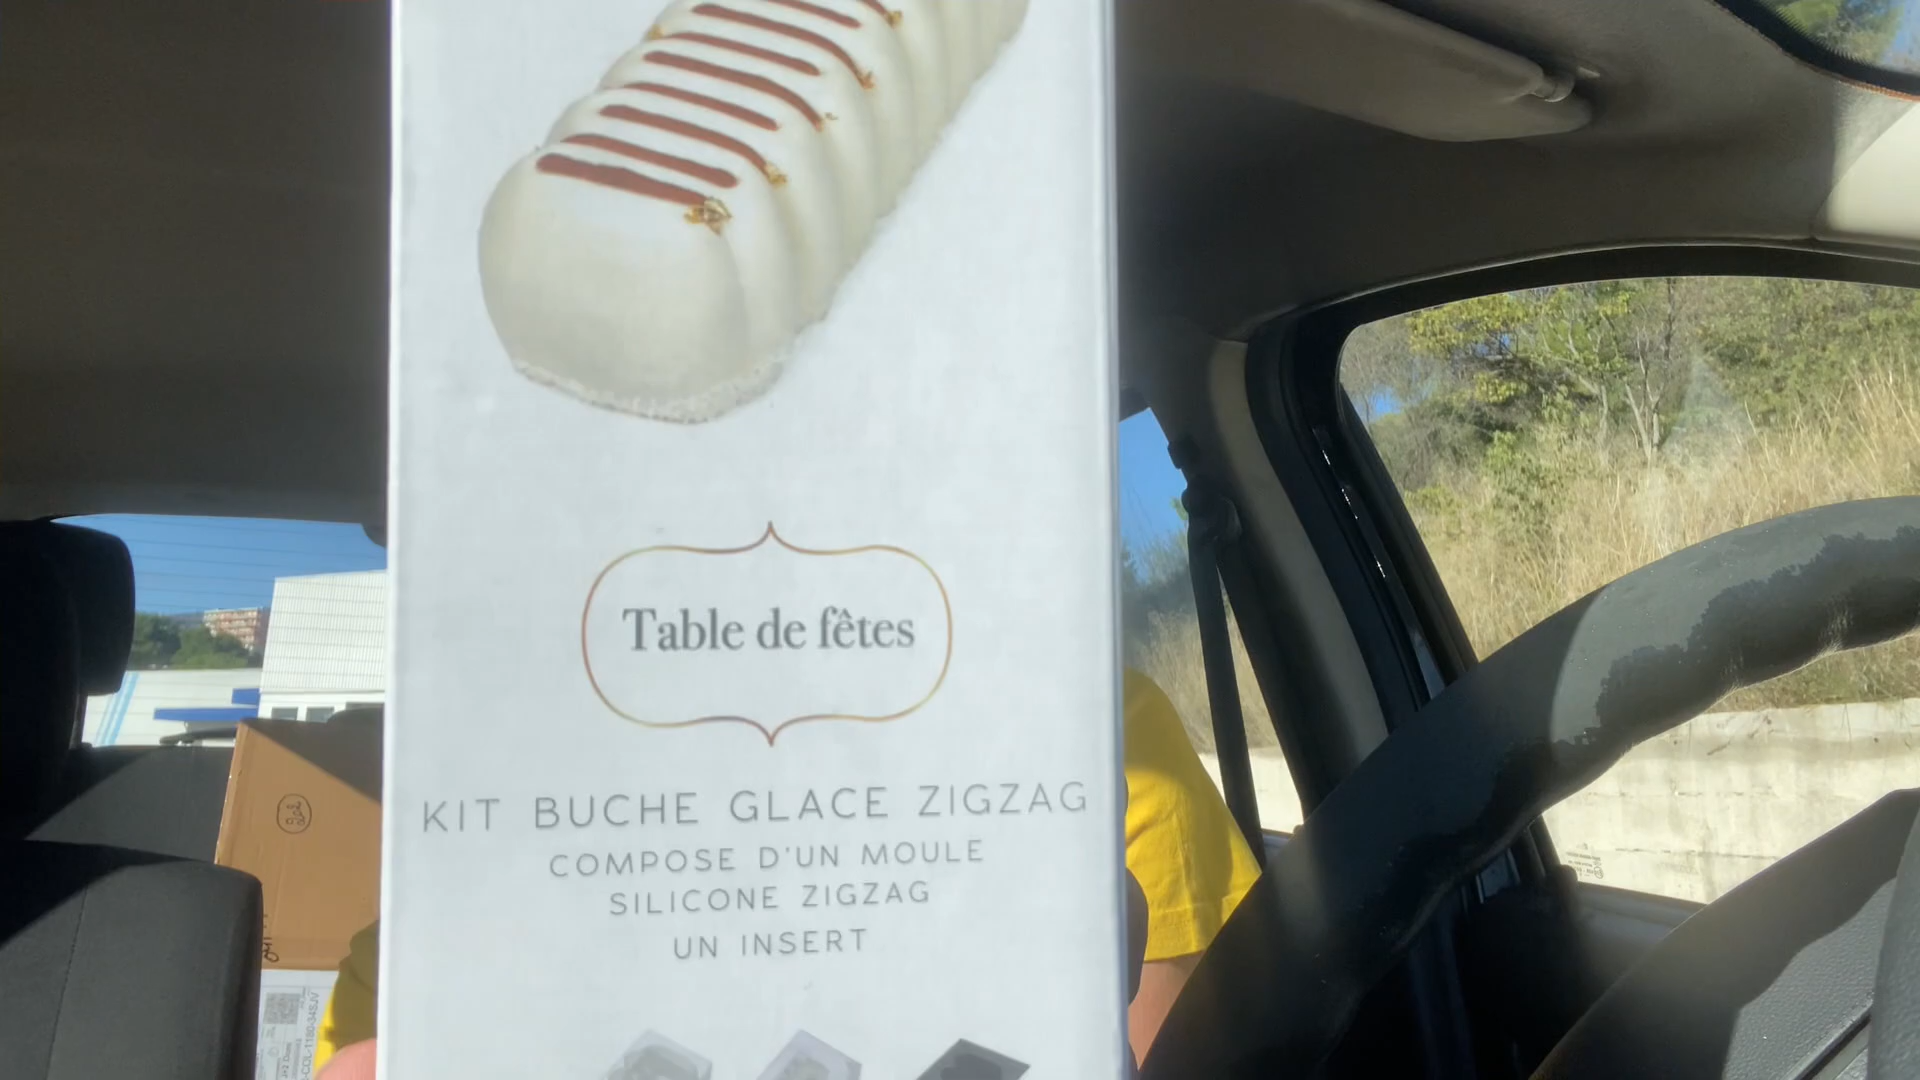 Table de fêtes
KIT BUCHE GLACE ZIGZAG
COMPOSE D'UN MOULE
SILICONE ZIGZAG
UN INSERT